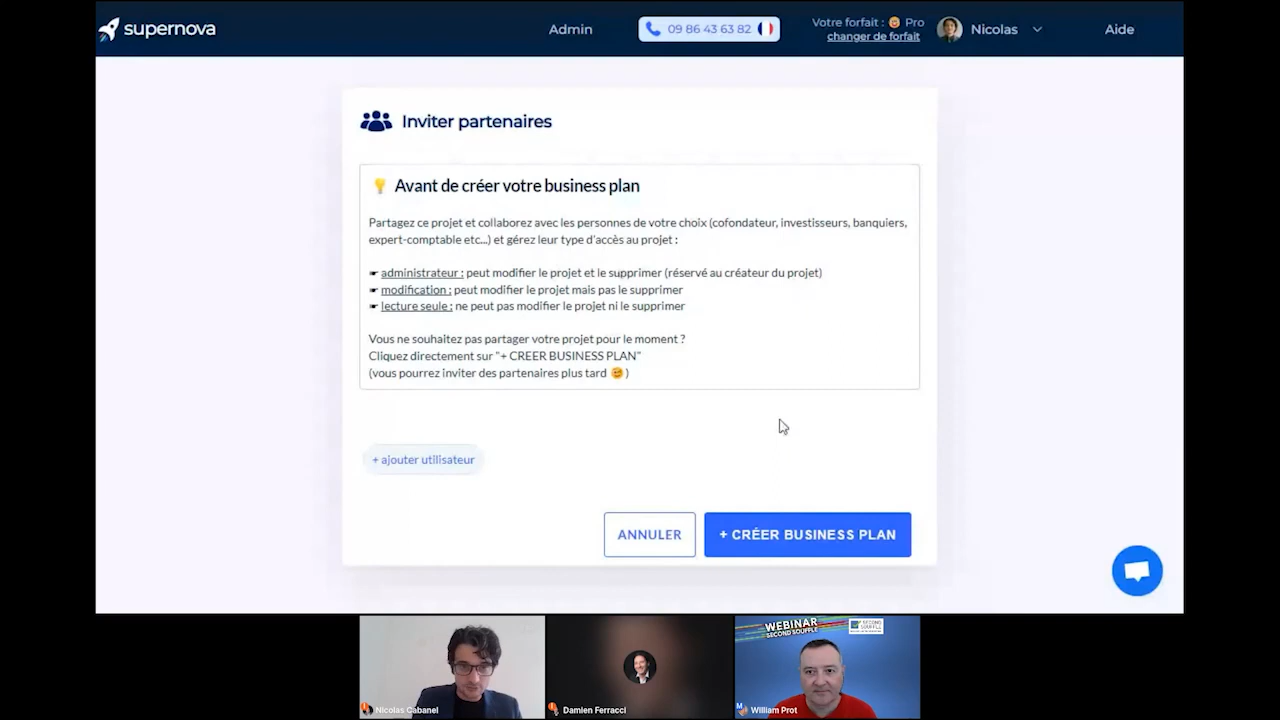 supernova
Admin
09 86 43 63 82
Votre forfait : Pro
changer de forfait
Nicolas
Aide
Inviter partenaires
Avant de créer votre business plan
Partagez ce projet et collaborez avec les personnes de votre choix (cofondateur, investisseurs, banquiers,
expert-comptable etc...) et gérez leur type d'accès au projet :
☛ administrateur : peut modifier le projet et le supprimer (réservé au créateur du projet)
☛ modification : peut modifier le projet mais pas le supprimer
☛ lecture seule : ne peut pas modifier le projet ni le supprimer
Vous ne souhaitez pas partager votre projet pour le moment ?
Cliquez directement sur "+ CREER BUSINESS PLAN"
(vous pourrez inviter des partenaires plus tard 😊 )
+ ajouter utilisateur
ANNULER
+ CRÉER BUSINESS PLAN
WEBINAR
SECOND SOUFFLE
SECOND
SOUFFLE
Nicolas Cabanel
Damien Ferracci
William Prot